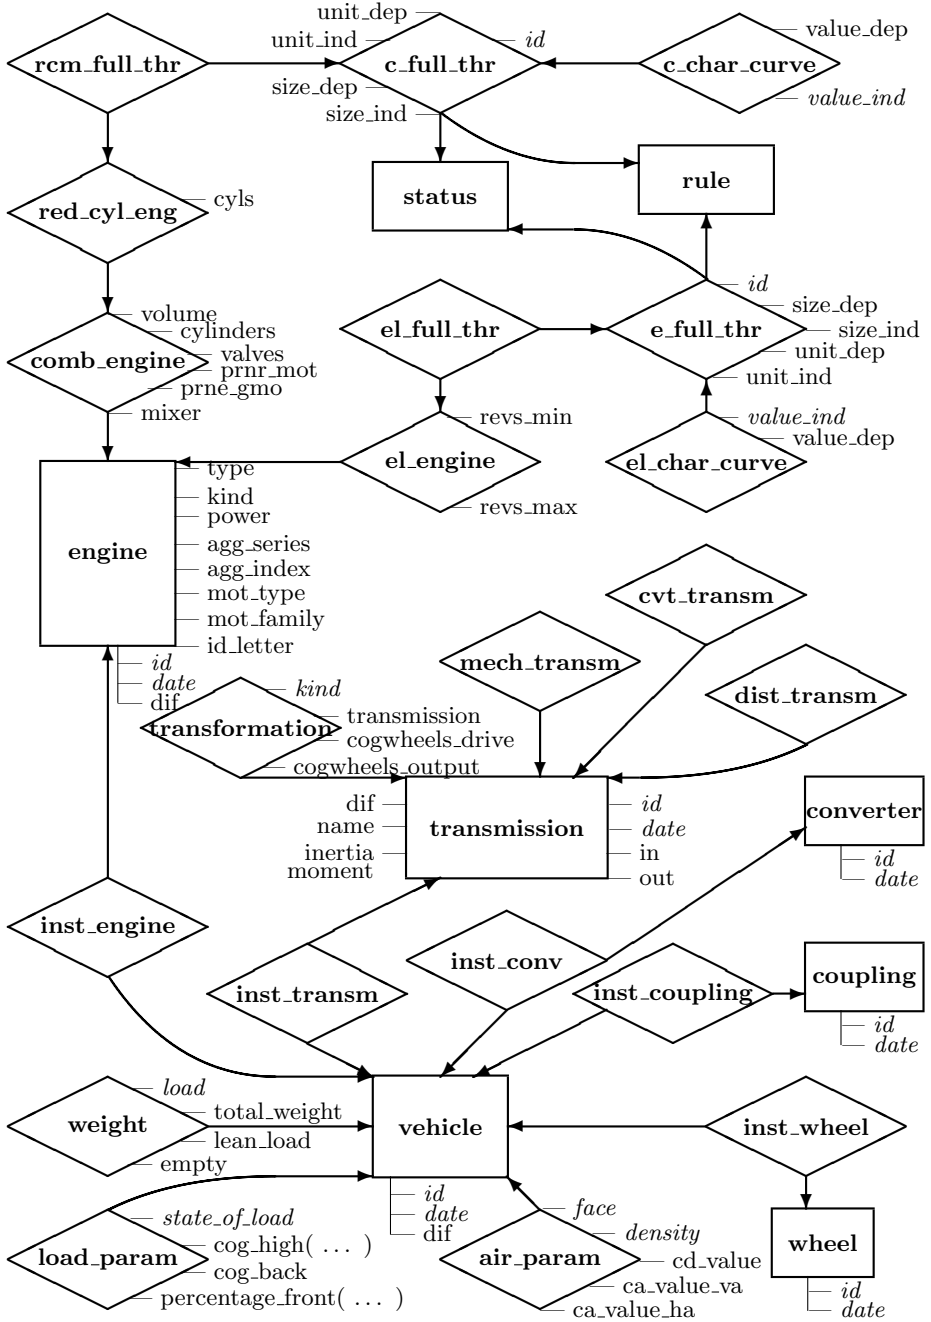 unit_dep
rcm_full_thr
unit_ind
id
c_full_thr
size_dep
size_ind
value_dep
c_char_curve
value_ind
red_cyl_eng
cyls
status
rule
volume
cylinders
comb_engine
valves
prnr_mot
prne_gmo
mixer
el_full_thr
id
size_dep
e_full_thr
size_ind
unit_dep
unit_ind
revs_min
el_engine
revs_max
value_ind
value_dep
el_char_curve
engine
type
kind
power
agg_series
agg_index
mot_type
mot_family
id_letter
id
date
dif
cvt_transm
mech_transm
dist_transm
kind
transformation
transmission
cogwheels_drive
cogwheels_output
dif
name
inertia
moment
transmission
id
date
in
out
converter
id
date
inst_engine
inst_transm
inst_conv
inst_coupling
coupling
id
date
load
weight
total_weight
lean_load
empty
vehicle
id
date
dif
inst_wheel
state_of_load
load_param
cog_high( ... )
cog_back
percentage_front( ... )
face
density
air_param
cd_value
ca_value_va
ca_value_ha
wheel
id
date